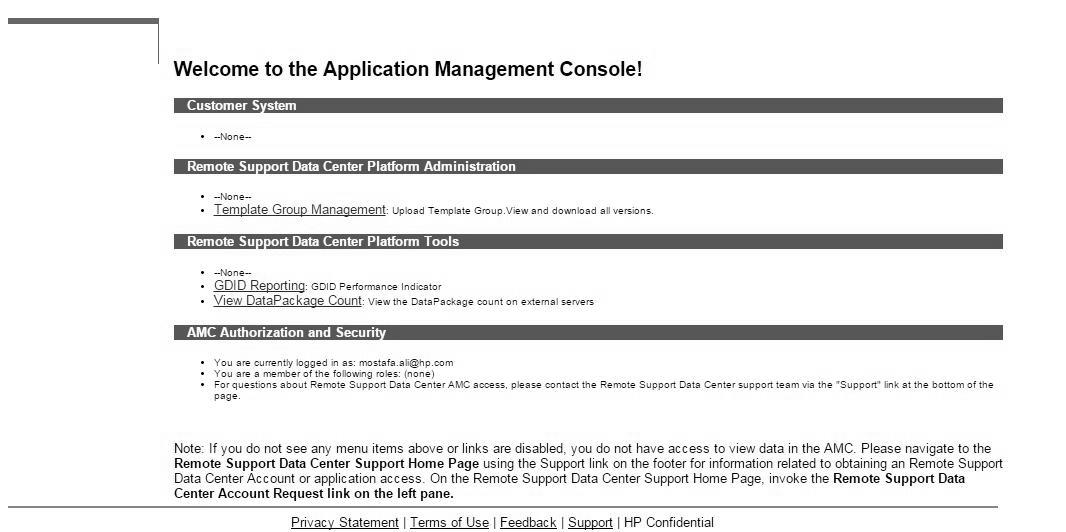 Welcome to the Application Management Console!
Customer System
--None--
Remote Support Data Center Platform Administration
--None--
Template Group Management: Upload Template Group.View and download all versions.
Remote Support Data Center Platform Tools
--None--
GDID Reporting: GDID Performance Indicator
View DataPackage Count: View the DataPackage count on external servers
AMC Authorization and Security
You are currently logged in as: mostafa.ali@hp.com
You are a member of the following roles: (none)
For questions about Remote Support Data Center AMC access, please contact the Remote Support Data Center support team via the "Support" link at the bottom of the
page.
Note: If you do not see any menu items above or links are disabled, you do not have access to view data in the AMC. Please navigate to the
Remote Support Data Center Support Home Page using the Support link on the footer for information related to obtaining an Remote Support
Data Center Account or application access. On the Remote Support Data Center Support Home Page, invoke the Remote Support Data
Center Account Request link on the left pane.
Privacy Statement | Terms of Use | Feedback | Support | HP Confidential